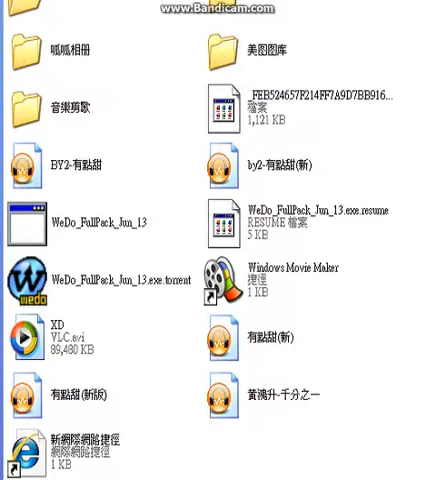 www.Bandicam.com
呱呱相册
美图图库
音樂剪歌
_FEB524657F214FF7A9D7BB916...
檔案
1,121 KB
BY2-有點甜
by2-有點甜(新)
WeDo_FullPack_Jun_13
WeDo_FullPack_Jun_13.exe.resume
RESUME 檔案
5 KB
WeDo_FullPack_Jun_13.exe.torrent
wedo
Windows Movie Maker
捷徑
1 KB
XD
VLC.avi
89,480 KB
有點甜(新)
有點甜(新版)
黃鴻升-千分之一
新網際網路捷徑
網際網路捷徑
1 KB